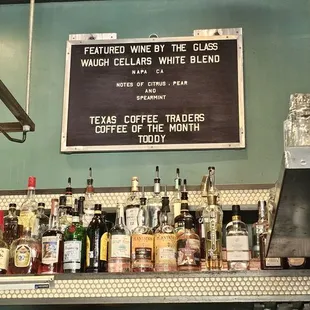 FEATURED WINE BY THE GLASS
WAUGH CELLARS WHITE BLEND
NAPA CA
NOTES OF CITRUS, PEAR
AND
SPEARMINT
TEXAS COFFEE TRADERS
COFFEE OF THE MONTH
TODDY